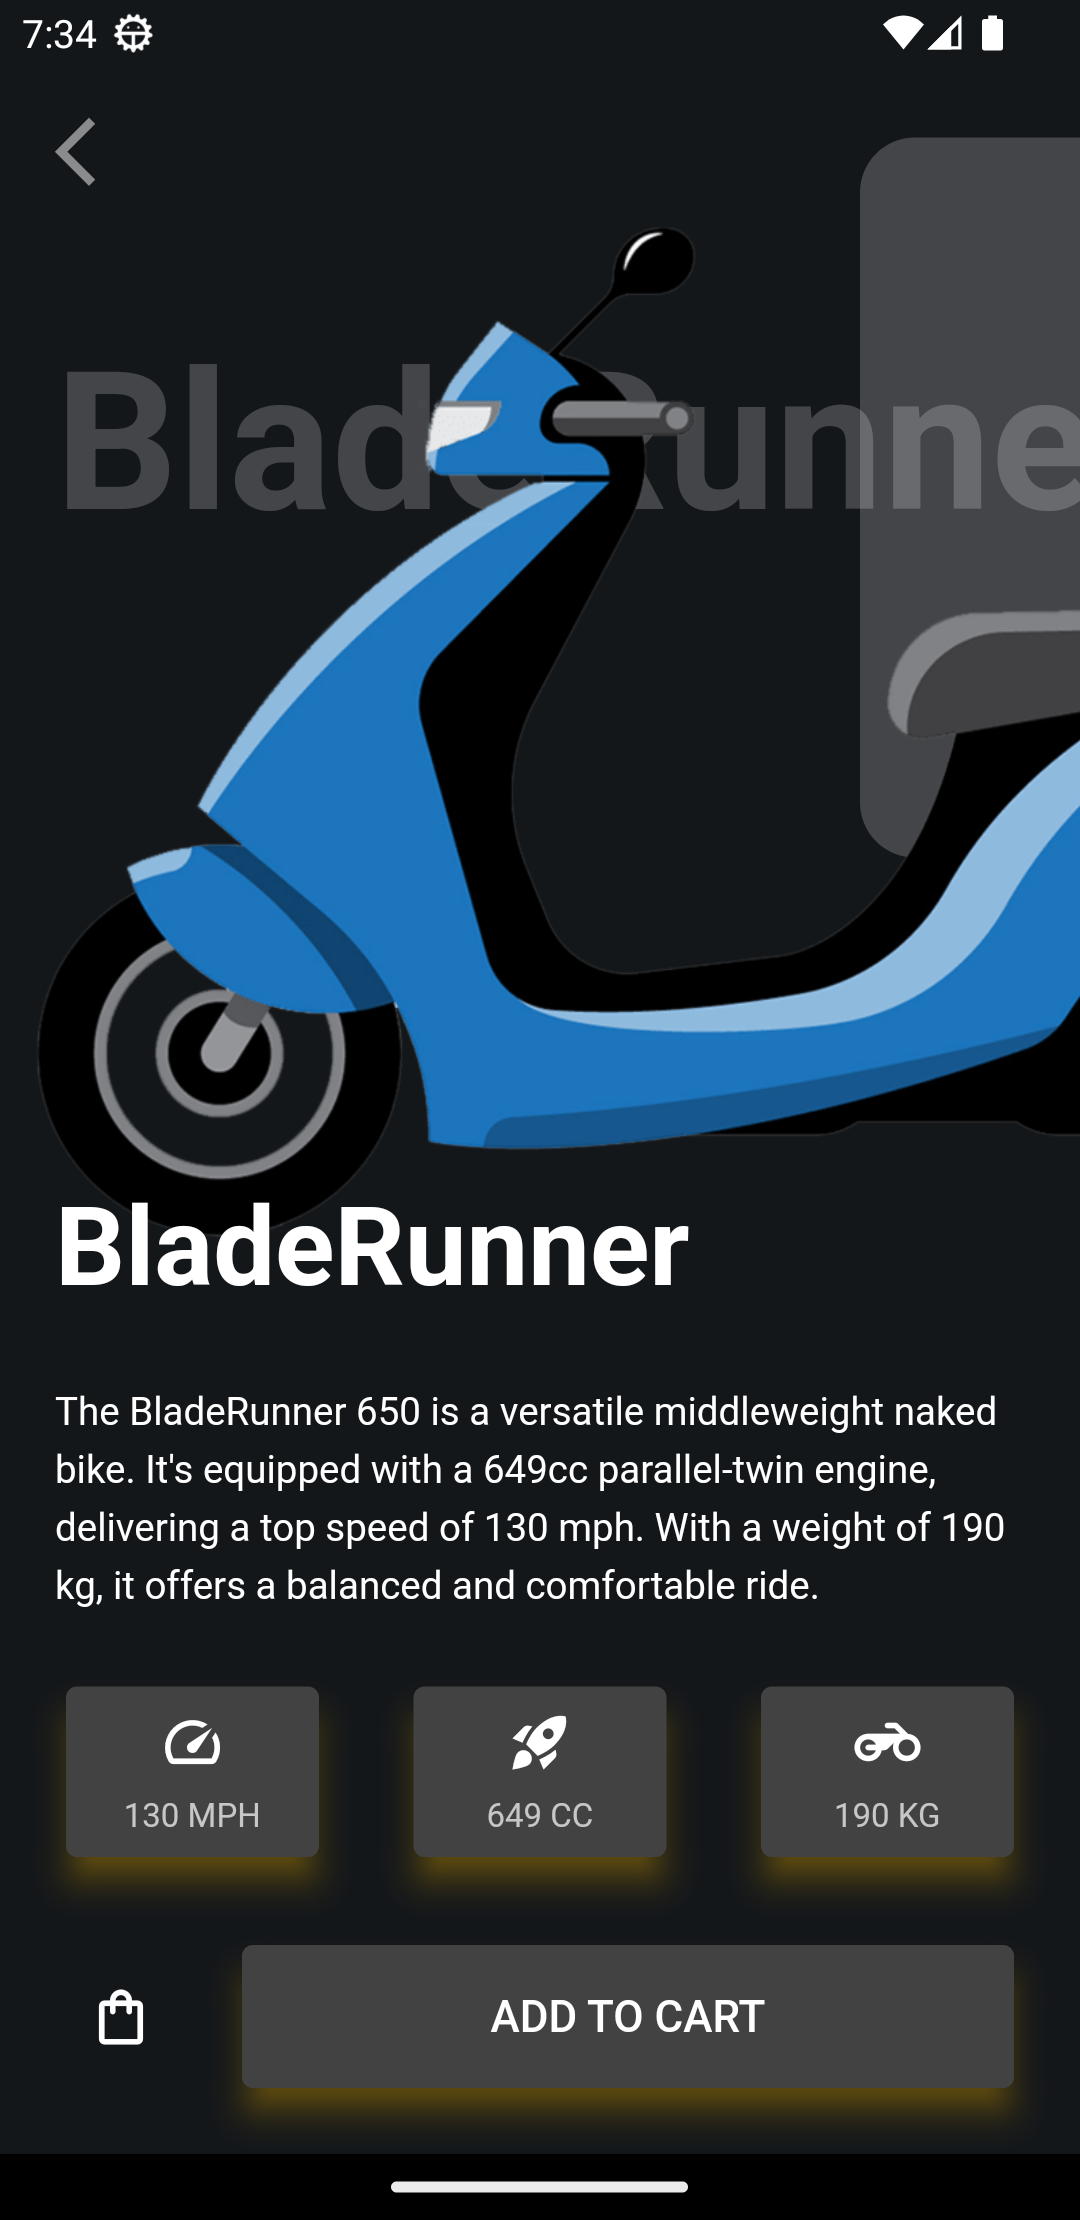 7:34
BladeRunne
BladeRunner
The BladeRunner 650 is a versatile middleweight naked
bike. It's equipped with a 649cc parallel-twin engine,
delivering a top speed of 130 mph. With a weight of 190
kg, it offers a balanced and comfortable ride.
130 MPH
649 CC
190 KG
ADD TO CART